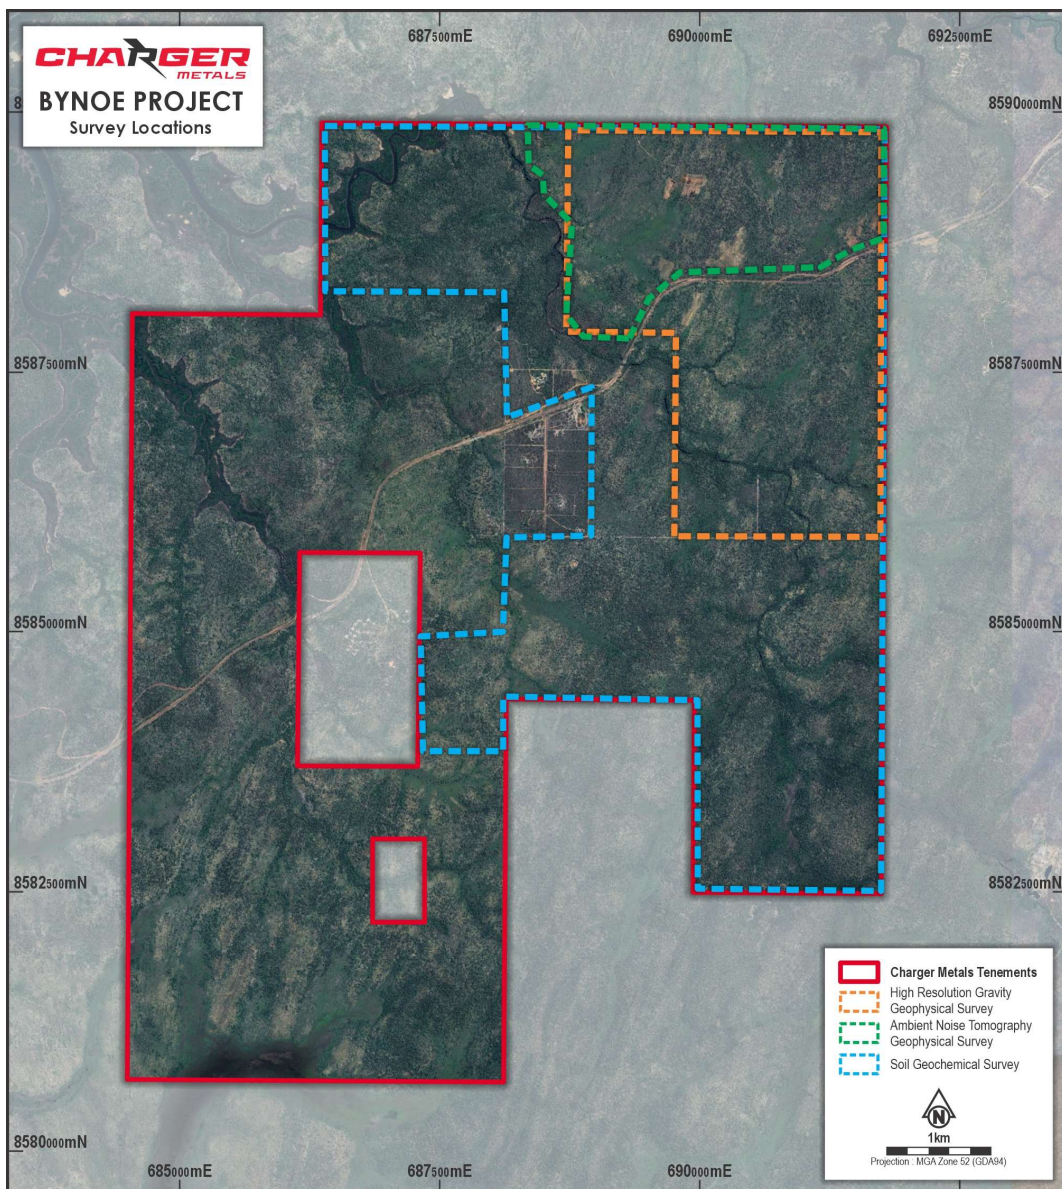 CHARGER
METALS
BYNOE PROJECT
Survey Locations
687500mE
690000mE
692500mE
8590000mN
8587500mN
8587500mN
8585000mN
8585000mN
8582500mN
8582500mN
8580000mN
685000mE
687500mE
690000mE
Charger Metals Tenements
High Resolution Gravity
Geophysical Survey
Ambient Noise Tomography
Geophysical Survey
Soil Geochemical Survey
N
1km
Projection : MGA Zone 52 (GDA94)